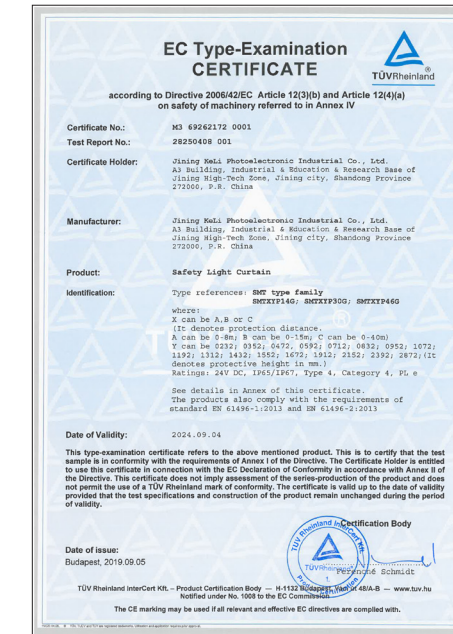 EC Type-Examination
CERTIFICATE
TÜVRheinland®
according to Directive 2006/42/EC Article 12(3)(b) and Article 12(4)(a)
on safety of machinery referred to in Annex IV
Certificate No.: M3 69262172 0001
Test Report No.: 28250408 001
Certificate Holder: Jining KeLi Photoelectronic Industrial Co., Ltd.
A3 Building, Industrial & Education & Research Base of
Jining High-Tech Zone, Jining city, Shandong Province
272000, P.R. China
Manufacturer: Jining KeLi Photoelectronic Industrial Co., Ltd.
A3 Building, Industrial & Education & Research Base of
Jining High-Tech Zone, Jining city, Shandong Province
272000, P.R. China
Product: Safety Light Curtain
Identification: Type references: SMT type family
SMTXYP14G; SMTXYP30G; SMTXYP46G
where:
X can be A,B or C
(It denotes protection distance.
A can be 0-8m; B can be 0-15m; C can be 0-40m)
Y can be 0232; 0352; 0472; 0592; 0712; 0832; 0952; 1072;
1192; 1312; 1432; 1552; 1672; 1912; 2152; 2392; 2872;(It
denotes protective height in mm.)
Ratings: 24V DC, IP65/IP67, Type 4, Category 4, PL e
See details in Annex of this certificate.
The products also comply with the requirements of
standard EN 61496-1:2013 and EN 61496-2:2013
Date of Validity: 2024.09.04
This type-examination certificate refers to the above mentioned product. This is to certify that the test
sample is in conformity with the requirements of Annex I of the Directive. The Certificate Holder is entitled
to use this certificate in connection with the EC Declaration of Conformity in accordance with Annex II of
the Directive. This certificate does not imply assessment of the series-production of the product and does
not permit the use of a TÜV Rheinland mark of conformity. The certificate is valid up to the date of validity
provided that the test specifications and construction of the product remain unchanged during the period
of validity.
Certification Body
TÜV Rheinland InterCert Kft.
TÜVRheinland
1.
Product Certification
Date of issue:
Budapest, 2019.09.05
Schmidt
TÜV Rheinland InterCert Kft. – Product Certification Body — H-1132 Budapest, Váci út 48/A-B — www.tuv.hu
Notified under No. 1008 to the EC Commission
The CE marking may be used if all relevant and effective EC directives are complied with.